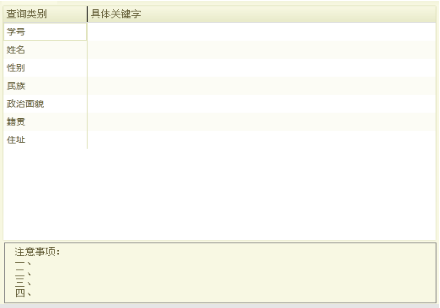 查询类别 具体关键字
学号
姓名
性别
民族
政治面貌
籍贯
住址
注意事项:
一、
二、
三、
四、